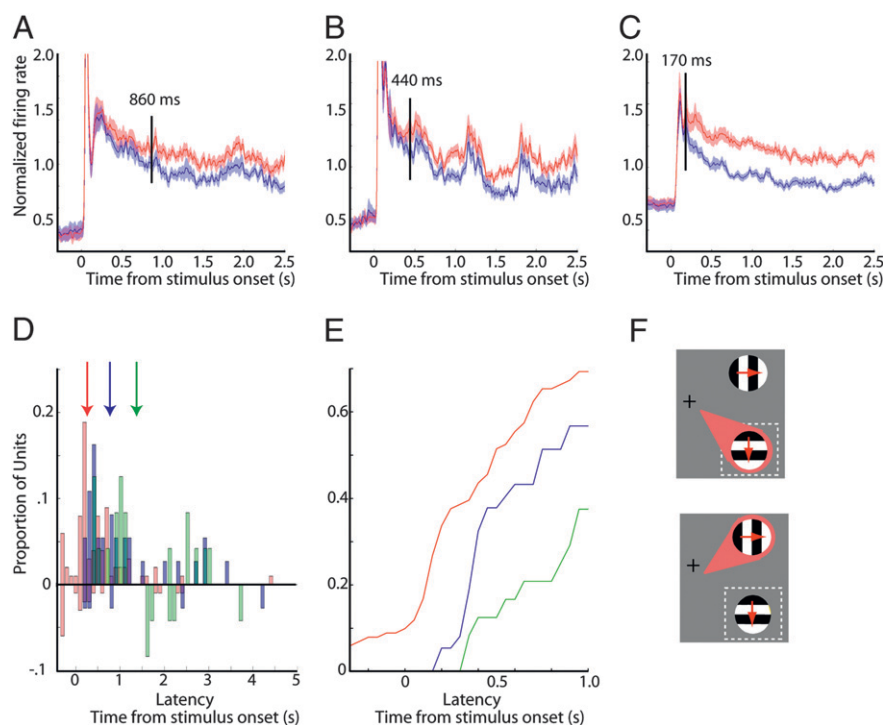 A
B
C
2.0
1.5
1.0
0.5
Normalized firing rate
860 ms
0 0.5 1.0 1.5 2.0 2.5
Time from stimulus onset (s)
2.0
1.5
1.0
0.5
440 ms
0 0.5 1.0 1.5 2.0 2.5
Time from stimulus onset (s)
2.0
1.5
1.0
0.5
170 ms
0 0.5 1.0 1.5 2.0 2.5
Time from stimulus onset (s)
D
E
F
0.2
.1
0
-.1
Proportion of Units
0 1 2 3 4 5
Latency
Time from stimulus onset (s)
0.6
0.4
0.2
0
0 0.5 1.0
Latency
Time from stimulus onset (s)
+
+